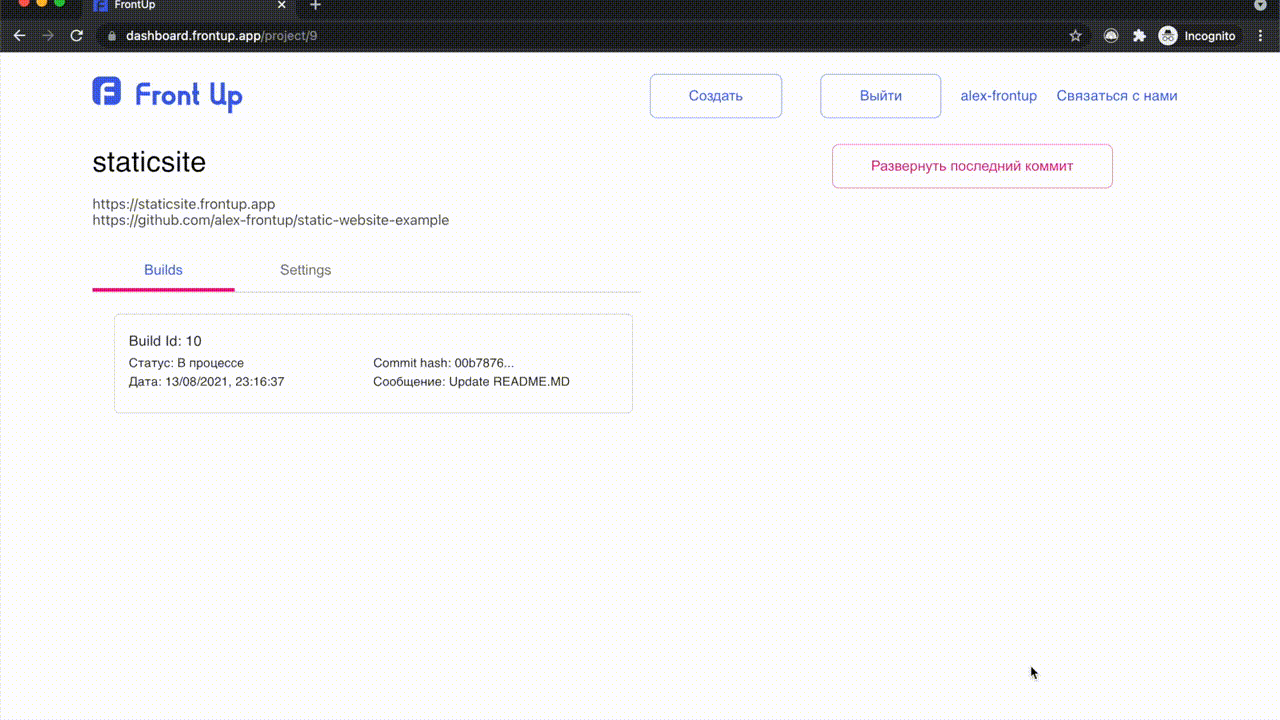 FrontUp
dashboard.frontup.app/project/9
Incognito
Front Up
Создать
Выйти
alex-frontup
Связаться с нами
staticsite
Развернуть последний коммит
https://staticsite.frontup.app
https://github.com/alex-frontup/static-website-example
Builds
Settings
Build Id: 10
Статус: В процессе
Commit hash: 00b7876...
Дата: 13/08/2021, 23:16:37
Сообщение: Update README.MD